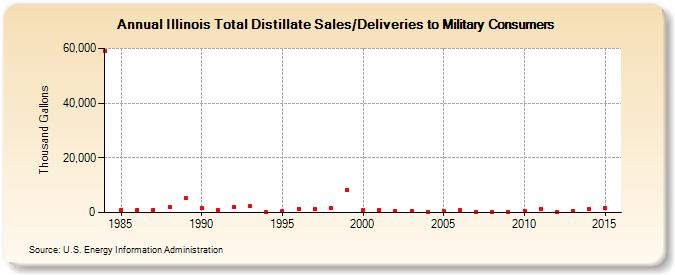 Annual Illinois Total Distillate Sales/Deliveries to Military Consumers
Thousand Gallons
60,000
40,000
20,000
0
1985 1990 1995 2000 2005 2010 2015
Source: U.S. Energy Information Administration